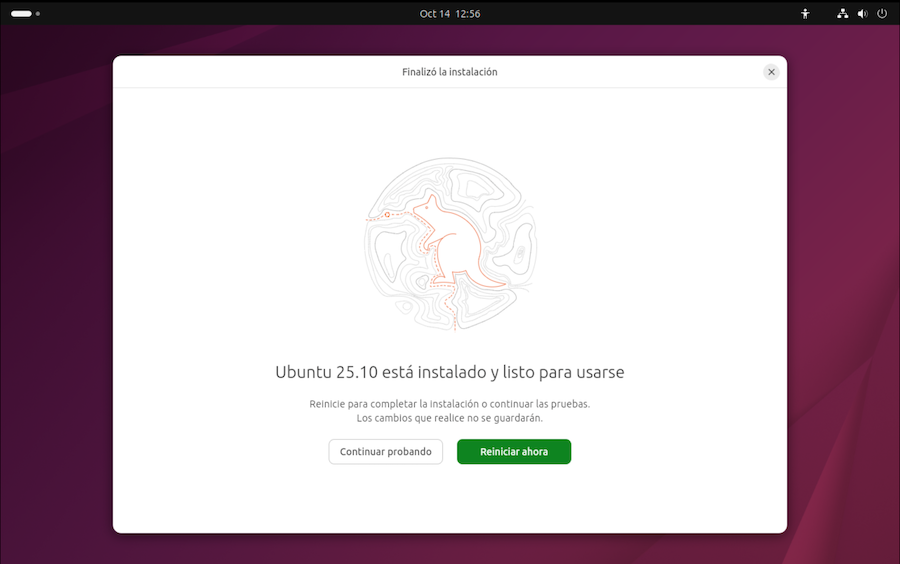 Oct 14 12:56
Finalizó la instalación
Ubuntu 25.10 está instalado y listo para usarse
Reinicie para completar la instalación o continuar las pruebas.
Los cambios que realice no se guardarán.
Continuar probando
Reiniciar ahora